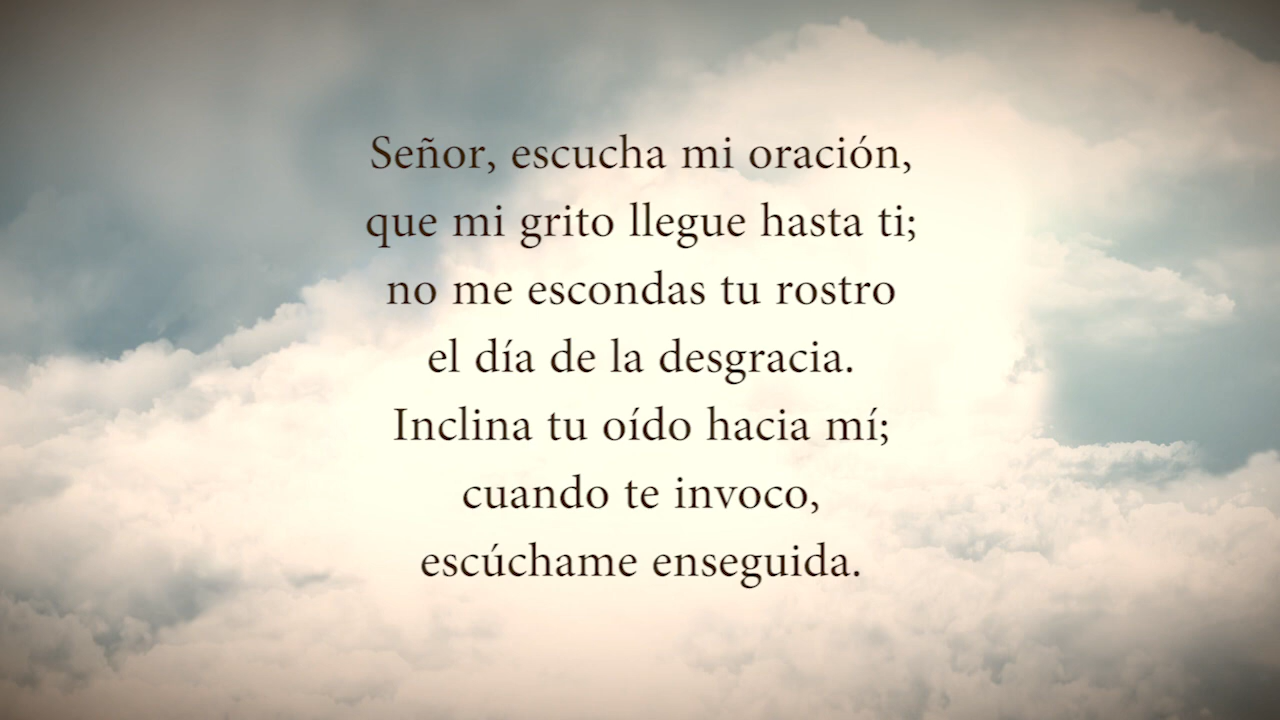 Señor, escucha mi oración,
que mi grito llegue hasta ti;
no me escondas tu rostro
el día de la desgracia.
Inclina tu oído hacia mí;
cuando te invoco,
escúchame enseguida.